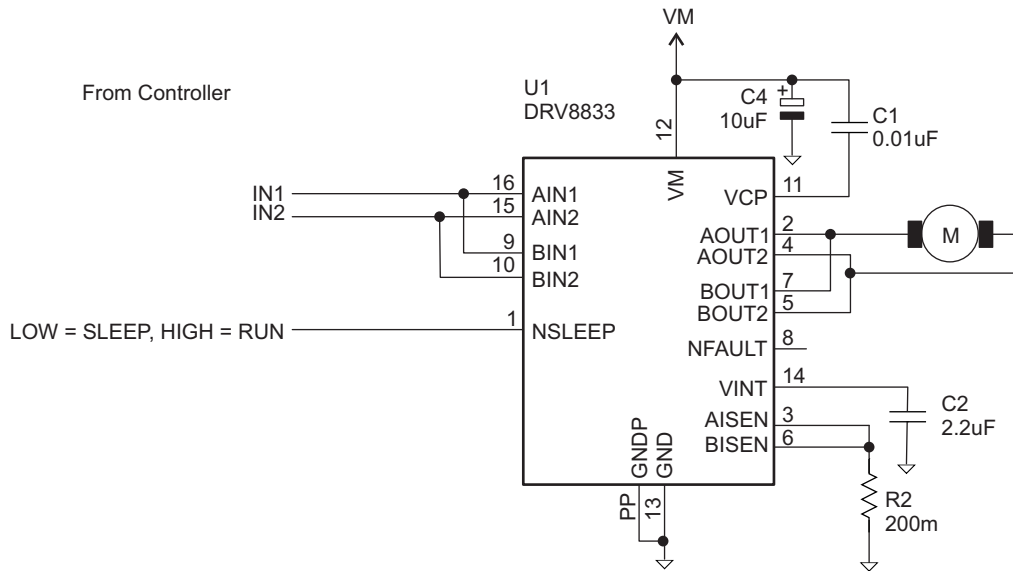 VM
From Controller
U1
DRV8833
C4
10uF
+
C1
0.01uF
12
VM
IN1
IN2
16
15
9
10
AIN1
AIN2
BIN1
BIN2
LOW = SLEEP, HIGH = RUN
1
NSLEEP
VCP
11
AOUT1
2
AOUT2
4
BOUT1
7
BOUT2
5
M
NFAULT
8
VINT
14
AISEN
3
BISEN
6
C2
2.2uF
GNDP
GND
PP
13
R2
200m